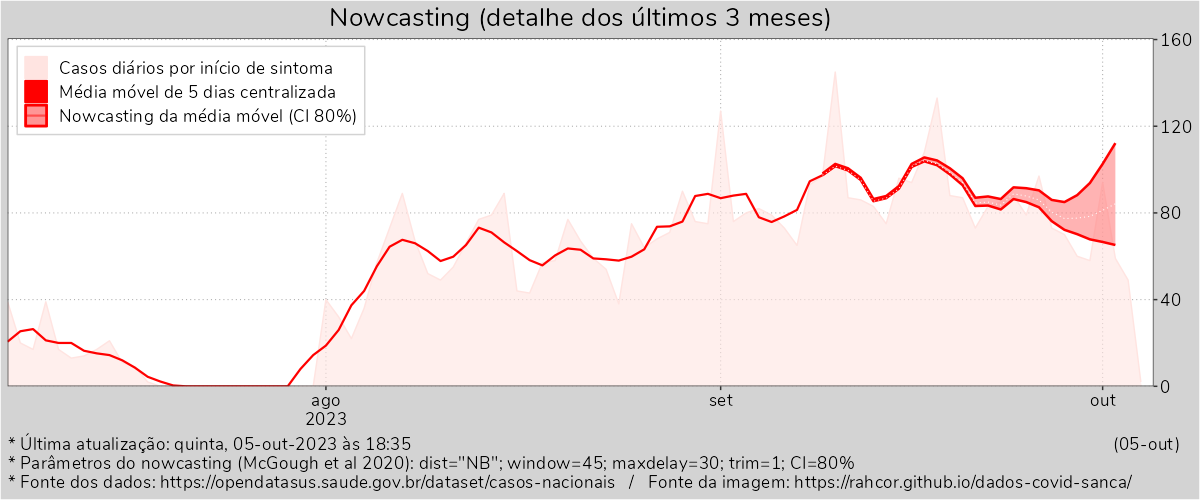 Nowcasting (detalhe dos últimos 3 meses)
Casos diários por início de sintoma
Média móvel de 5 dias centralizada
Nowcasting da média móvel (CI 80%)
160
120
80
40
0
ago
2023
set
out
* Última atualização: quinta, 05-out-2023 às 18:35
(05-out)
* Parâmetros do nowcasting (McGough et al 2020): dist="NB"; window=45; maxdelay=30; trim=1; CI=80%
* Fonte dos dados: https://opendatasus.saude.gov.br/dataset/casos-nacionais / Fonte da imagem: https://rahcor.github.io/dados-covid-sanca/